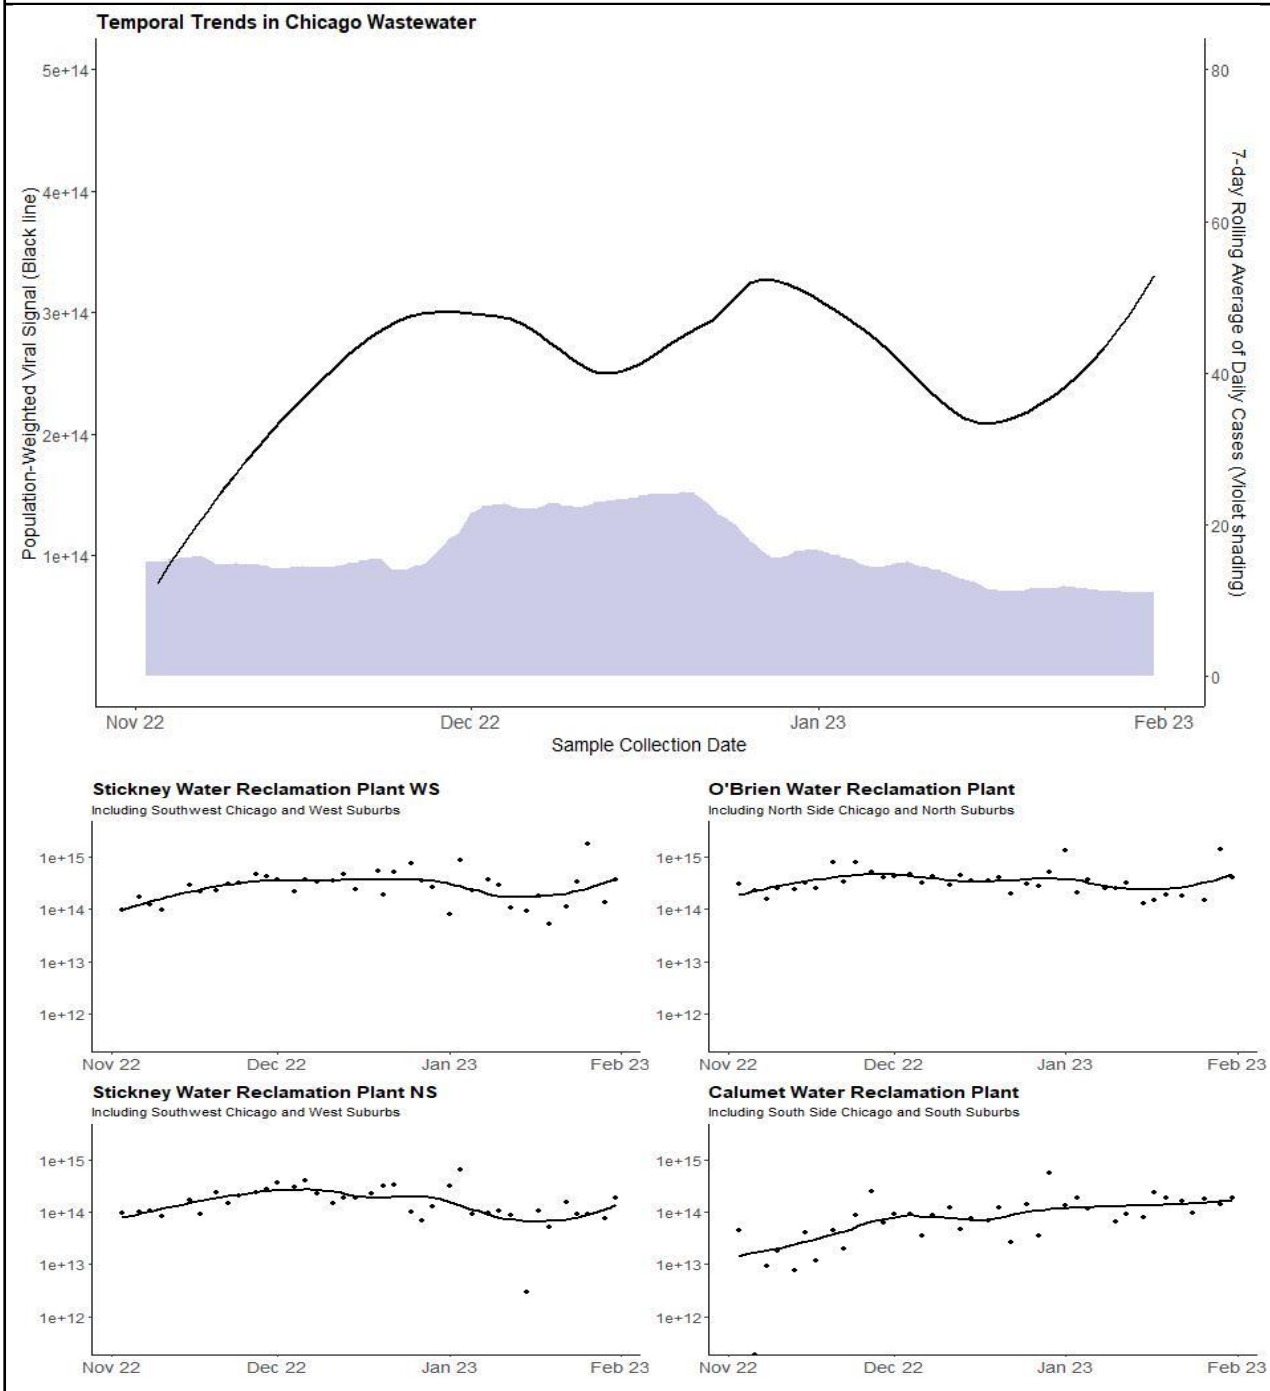 Temporal Trends in Chicago Wastewater
Population-Weighted Viral Signal (Black line)
5e+14
4e+14
3e+14
2e+14
1e+14
80
60
40
20
0
7-day Rolling Average of Daily Cases (Violet shading)
Nov 22 Dec 22 Jan 23 Feb 23
Sample Collection Date
Stickney Water Reclamation Plant WS
Including Southwest Chicago and West Suburbs
1e+15
1e+14
1e+13
1e+12
Nov 22 Dec 22 Jan 23 Feb 23
O'Brien Water Reclamation Plant
Including North Side Chicago and North Suburbs
1e+15
1e+14
1e+13
1e+12
Nov 22 Dec 22 Jan 23 Feb 23
Stickney Water Reclamation Plant NS
Including Southwest Chicago and West Suburbs
1e+15
1e+14
1e+13
1e+12
Nov 22 Dec 22 Jan 23 Feb 23
Calumet Water Reclamation Plant
Including South Side Chicago and South Suburbs
1e+15
1e+14
1e+13
1e+12
Nov 22 Dec 22 Jan 23 Feb 23